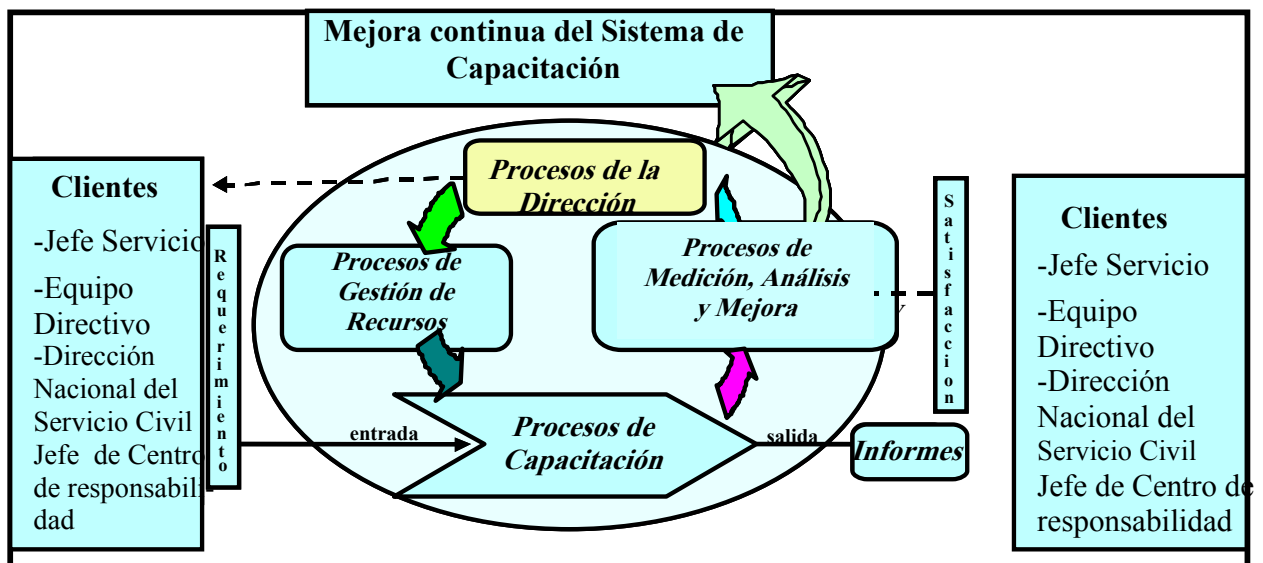 Mejora continua del Sistema de
Capacitación
Clientes
-Jefe Servicio
-Equipo
Directivo
-Dirección
Nacional del
Servicio Civil
Jefe de Centro
de responsabili
dad
Requerimiento
Procesos de la
Dirección
Procesos de
Gestión de
Recursos
Procesos de
Medición, Análisis
y Mejora
entrada
Procesos de
Capacitación
salida
Informes
Satisfaccion
Clientes
-Jefe Servicio
-Equipo
Directivo
-Dirección
Nacional del
Servicio Civil
Jefe de Centro de
responsabilidad